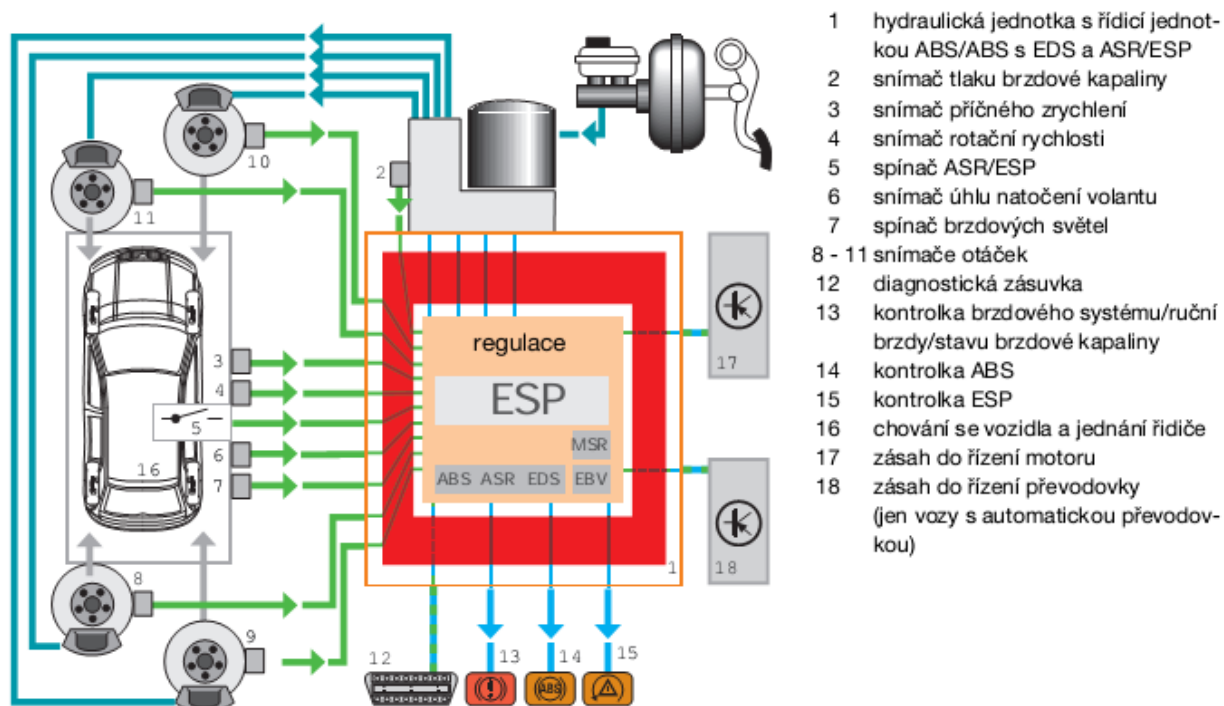 10
11
2
3
4
5
6
7
16
8
9
regulace
ESP
MSR
ABS ASR EDS EBV
1
17
18
12
13
14
15
ABS
1 hydraulická jednotka s řídicí jednot-
kou ABS/ABS s EDS a ASR/ESP
2 snímač tlaku brzdové kapaliny
3 snímač příčného zrychlení
4 snímač rotační rychlosti
5 spínač ASR/ESP
6 snímač úhlu natočení volantu
7 spínač brzdových světel
8 - 11 snímače otáček
12 diagnostická zásuvka
13 kontrolka brzdového systému/ruční
brzdy/stavu brzdové kapaliny
14 kontrolka ABS
15 kontrolka ESP
16 chování se vozidla a jednání řidiče
17 zásah do řízení motoru
18 zásah do řízení převodovky
(jen vozy s automatickou převodov-
kou)